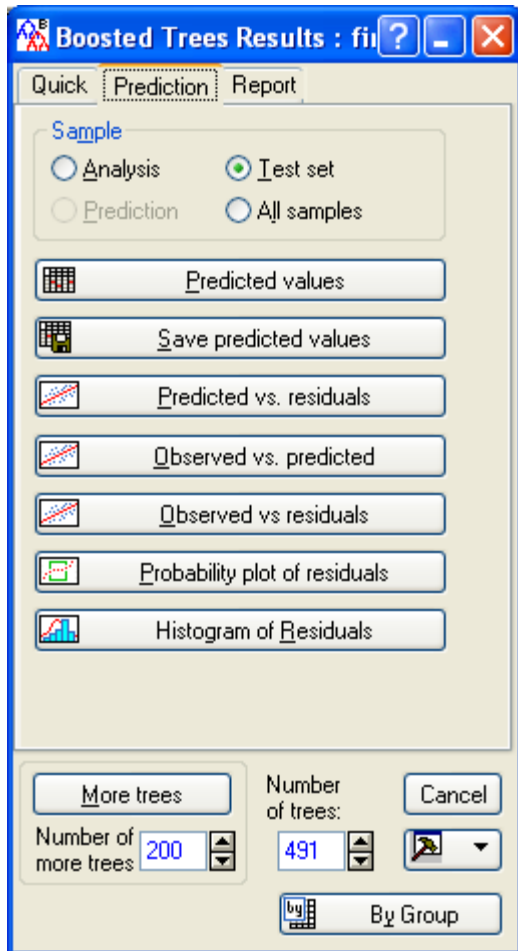 Boosted Trees Results : fi
Quick Prediction Report
Sample
Analysis Test set
Prediction All samples
Predicted values
Save predicted values
Predicted vs. residuals
Observed vs. predicted
Observed vs residuals
Probability plot of residuals
Histogram of Residuals
More trees
Number of
more trees 200
Number
of trees:
491
Cancel
by By Group